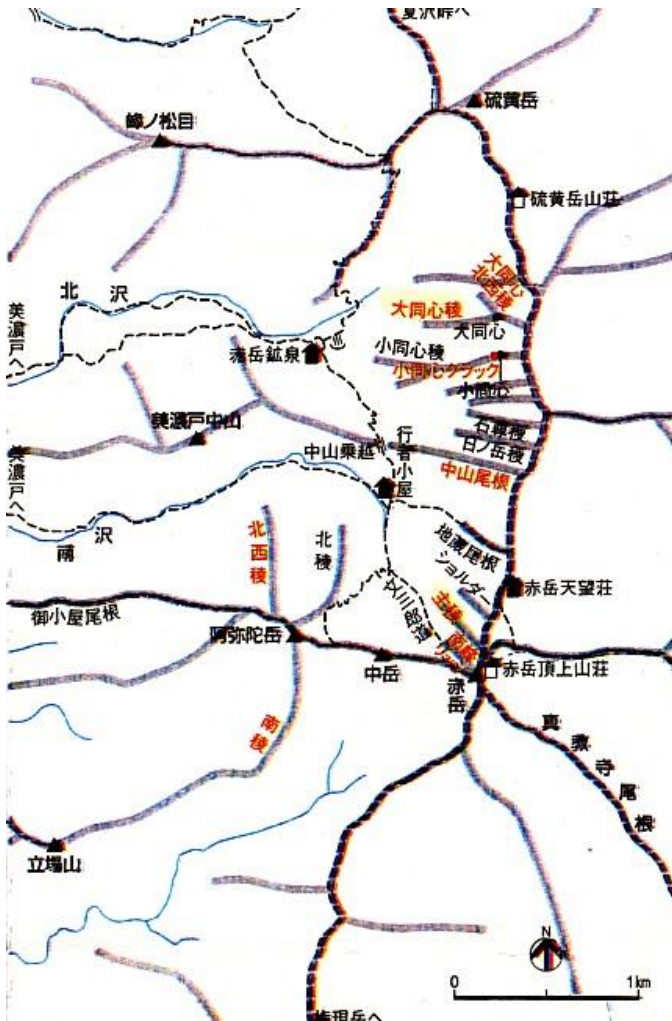 夏沢峠へ
硫黄岳
峰ノ松目
硫黄岳山荘
大同心
北西稜
北沢
美濃戸へ
大同心稜
大同心
小同心稜
赤岳鉱泉
小同心クラック
小同心
石尊稜
美濃戸中山
日ノ岳稜
中山乗越
行者小屋
中山尾根
美濃戸へ
南沢
北西稜
北稜
地蔵尾根
ショルダー
赤岳天望荘
主稜
文三郎道
御小屋尾根
阿弥陀岳
中岳
赤岳
赤岳頂上山荘
南稜
真教寺尾根
立場山
N
0 1km
権現岳へ